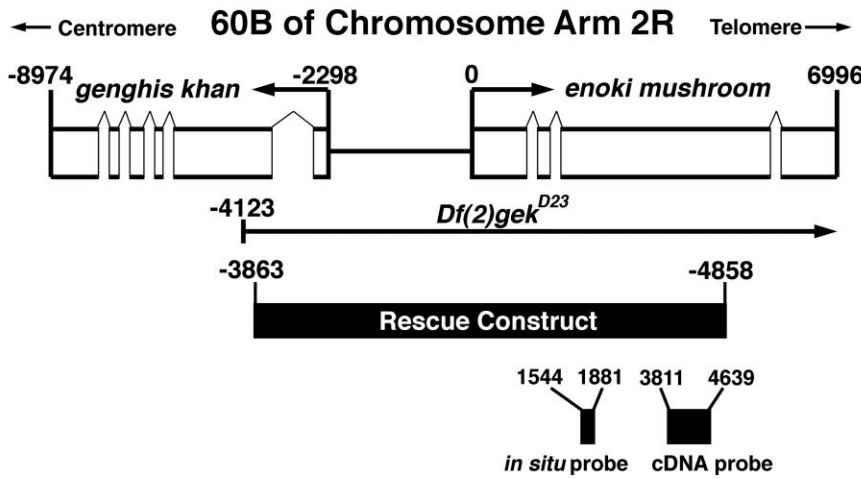 ← Centromere 60B of Chromosome Arm 2R Telomere →
-8974 genghis khan -2298 0 enoki mushroom 6996
-4123 Df(2)gek^D23
-3863 -4858
Rescue Construct
1544 1881 3811 4639
in situ probe cDNA probe